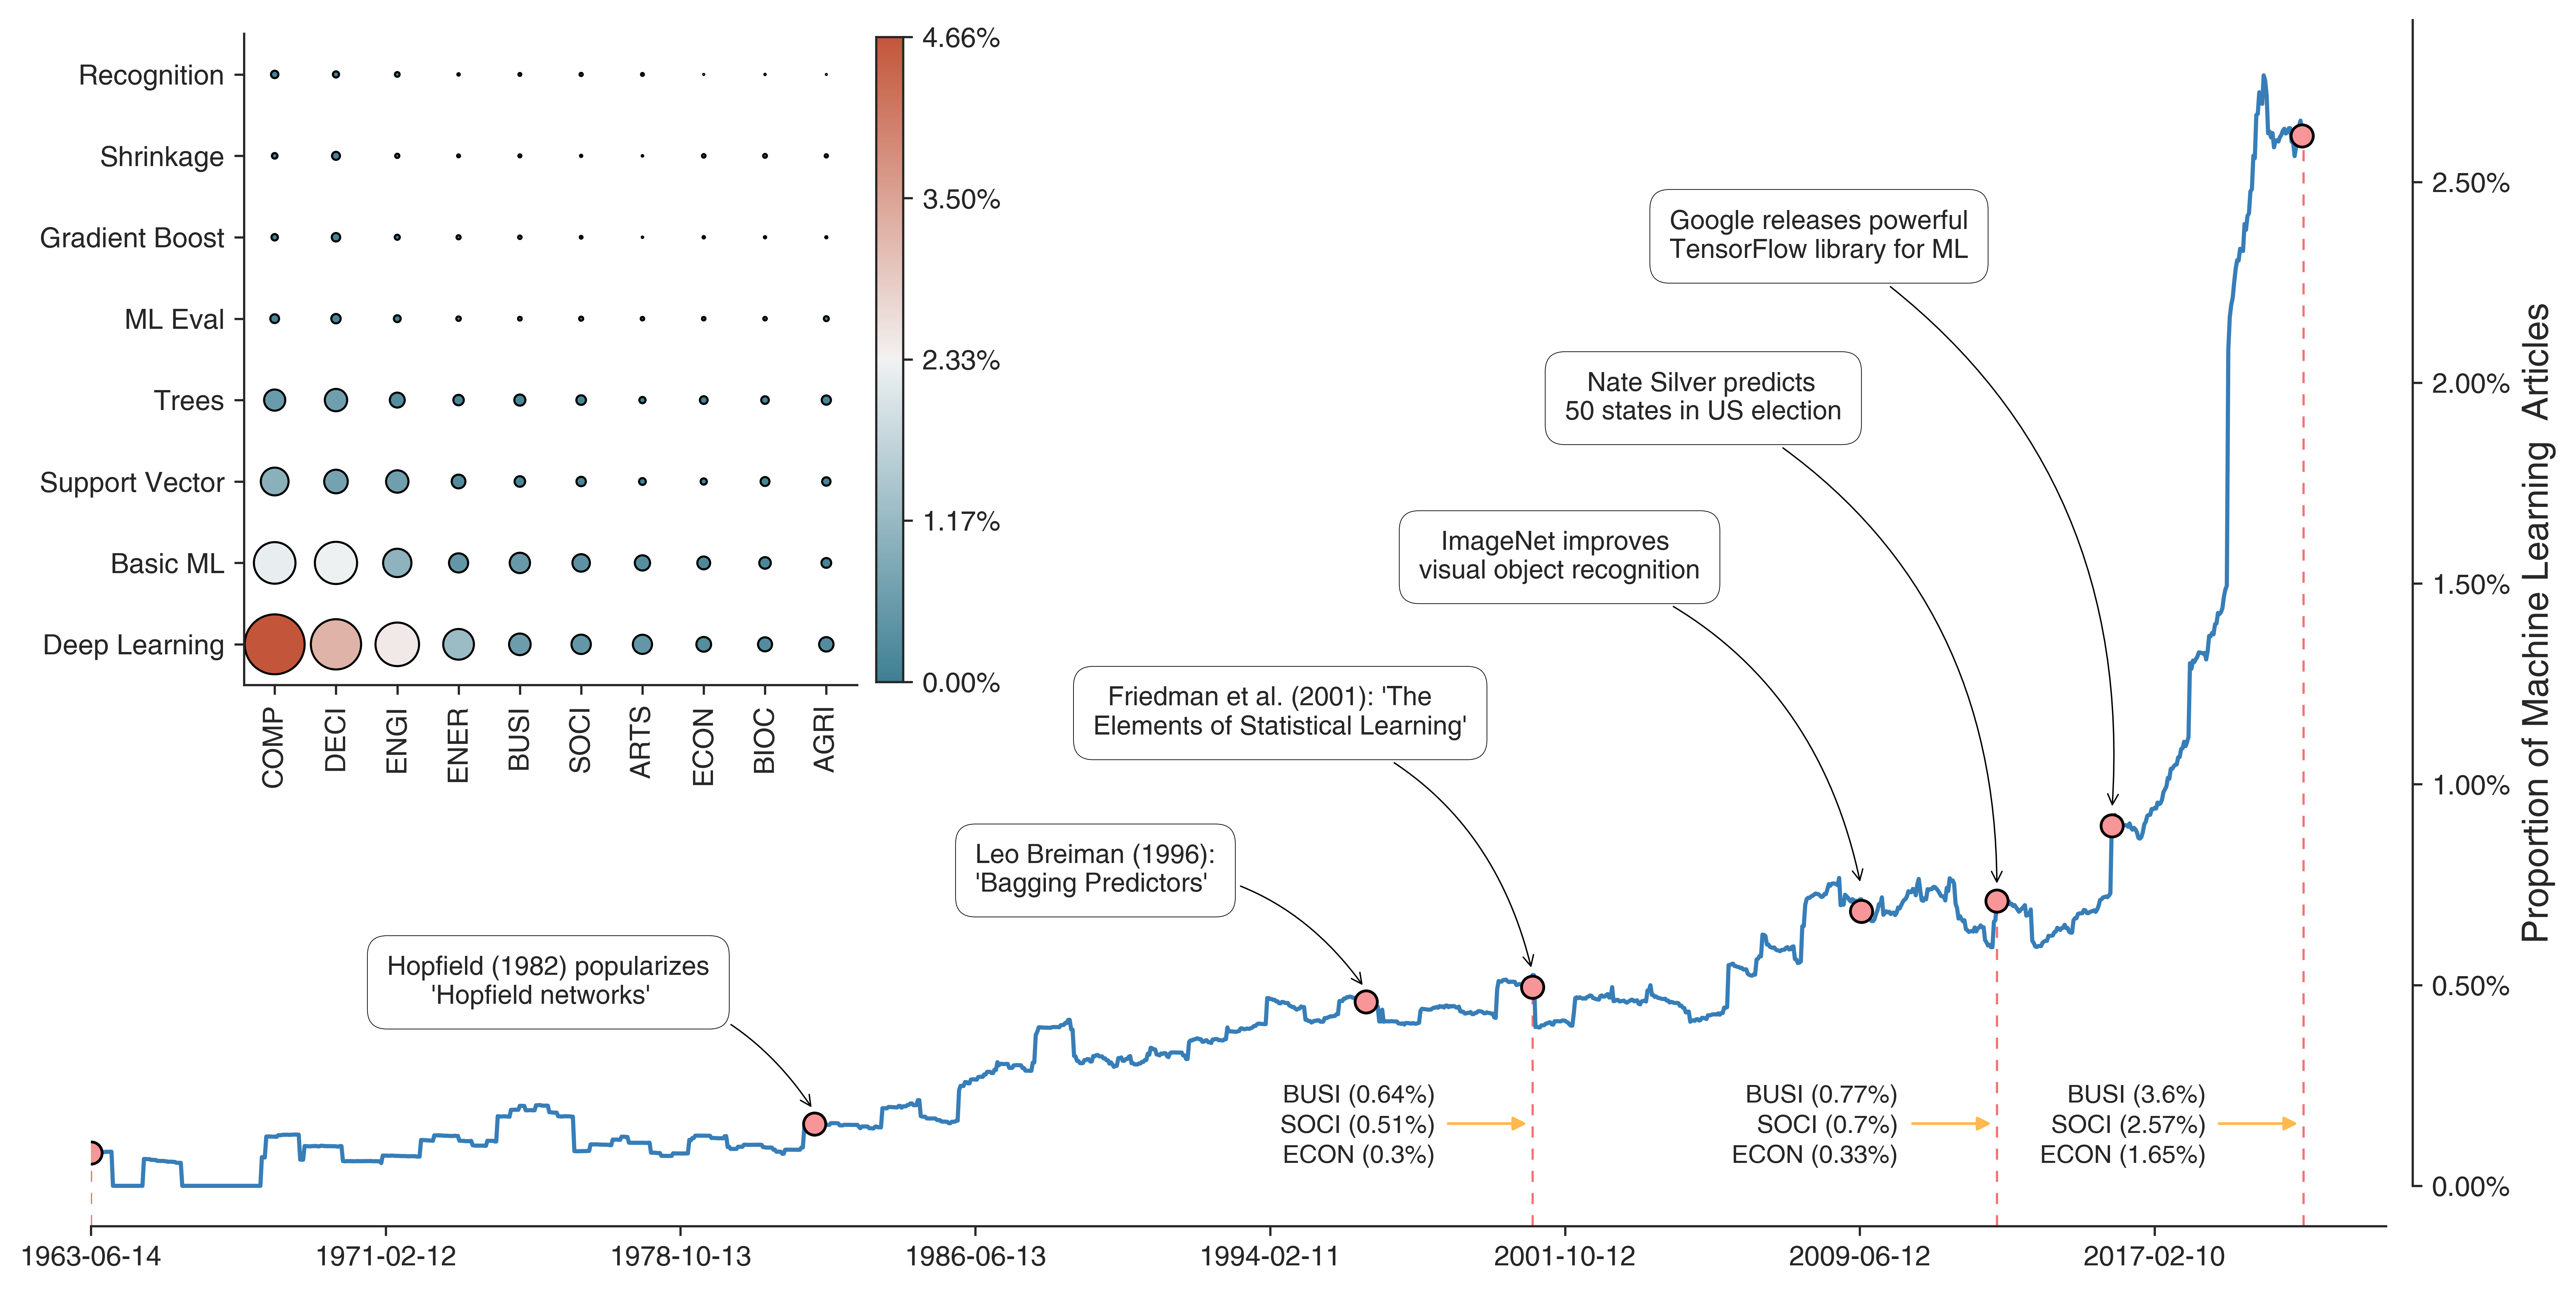 Recognition
Shrinkage
Gradient Boost
ML Eval
Trees
Support Vector
Basic ML
Deep Learning
COMP
DECI
ENGI
ENER
BUSI
SOCI
ARTS
ECON
BIOC
AGRI
4.66%
3.50%
2.33%
1.17%
0.00%
Hopfield (1982) popularizes
'Hopfield networks'
Leo Breiman (1996):
'Bagging Predictors'
Friedman et al. (2001): 'The
Elements of Statistical Learning'
ImageNet improves
visual object recognition
Nate Silver predicts
50 states in US election
Google releases powerful
TensorFlow library for ML
BUSI (0.64%)
SOCI (0.51%)
ECON (0.3%)
BUSI (0.77%)
SOCI (0.7%)
ECON (0.33%)
BUSI (3.6%)
SOCI (2.57%)
ECON (1.65%)
2.50%
2.00%
1.50%
1.00%
0.50%
0.00%
Proportion of Machine Learning Articles
1963-06-14
1971-02-12
1978-10-13
1986-06-13
1994-02-11
2001-10-12
2009-06-12
2017-02-10